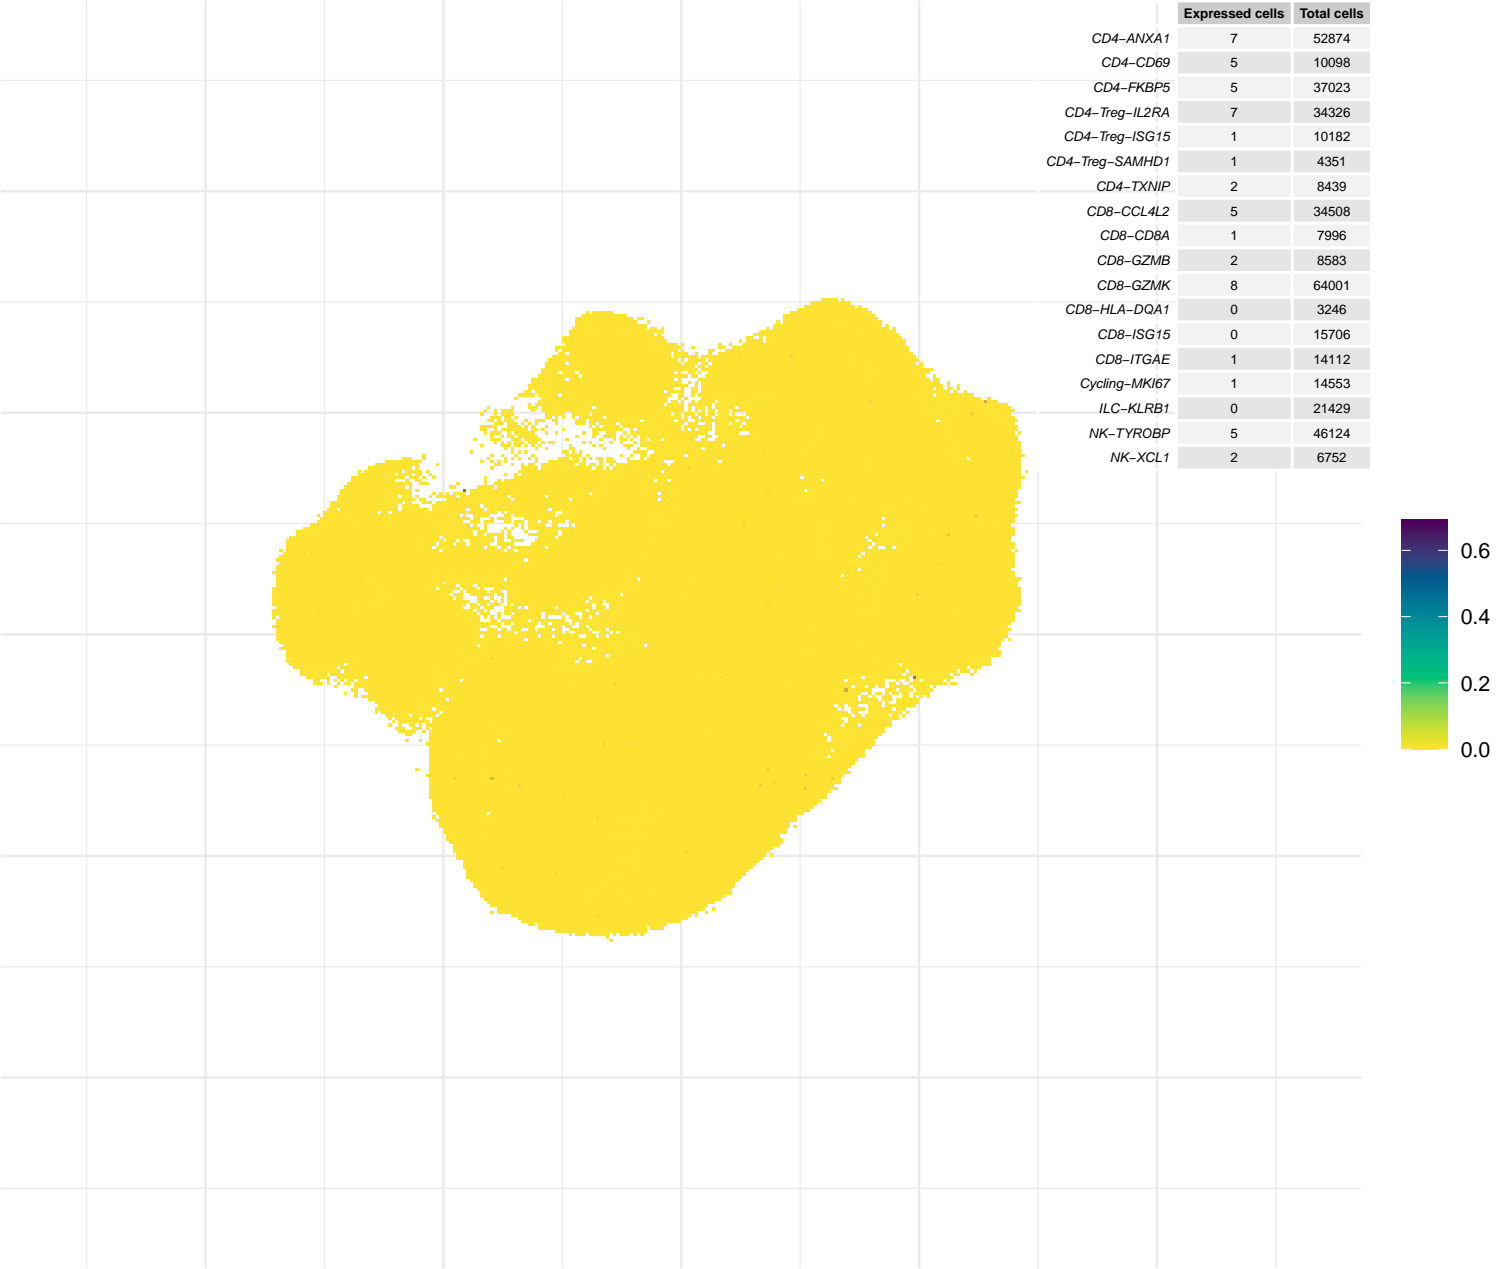 Expressed cells Total cells
CD4−ANXA1 7 52874
CD4−CD69 5 10098
CD4−FKBP5 5 37023
CD4−Treg−IL2RA 7 34326
CD4−Treg−ISG15 1 10182
CD4−Treg−SAMHD1 1 4351
CD4−TXNIP 2 8439
CD8−CCL4L2 5 34508
CD8−CD8A 1 7996
CD8−GZMB 2 8583
CD8−GZMK 8 64001
CD8−HLA−DQA1 0 3246
CD8−ISG15 0 15706
CD8−ITGAE 1 14112
Cycling−MKI67 1 14553
ILC−KLRB1 0 21429
NK−TYROBP 5 46124
NK−XCL1 2 6752
0.6
0.4
0.2
0.0